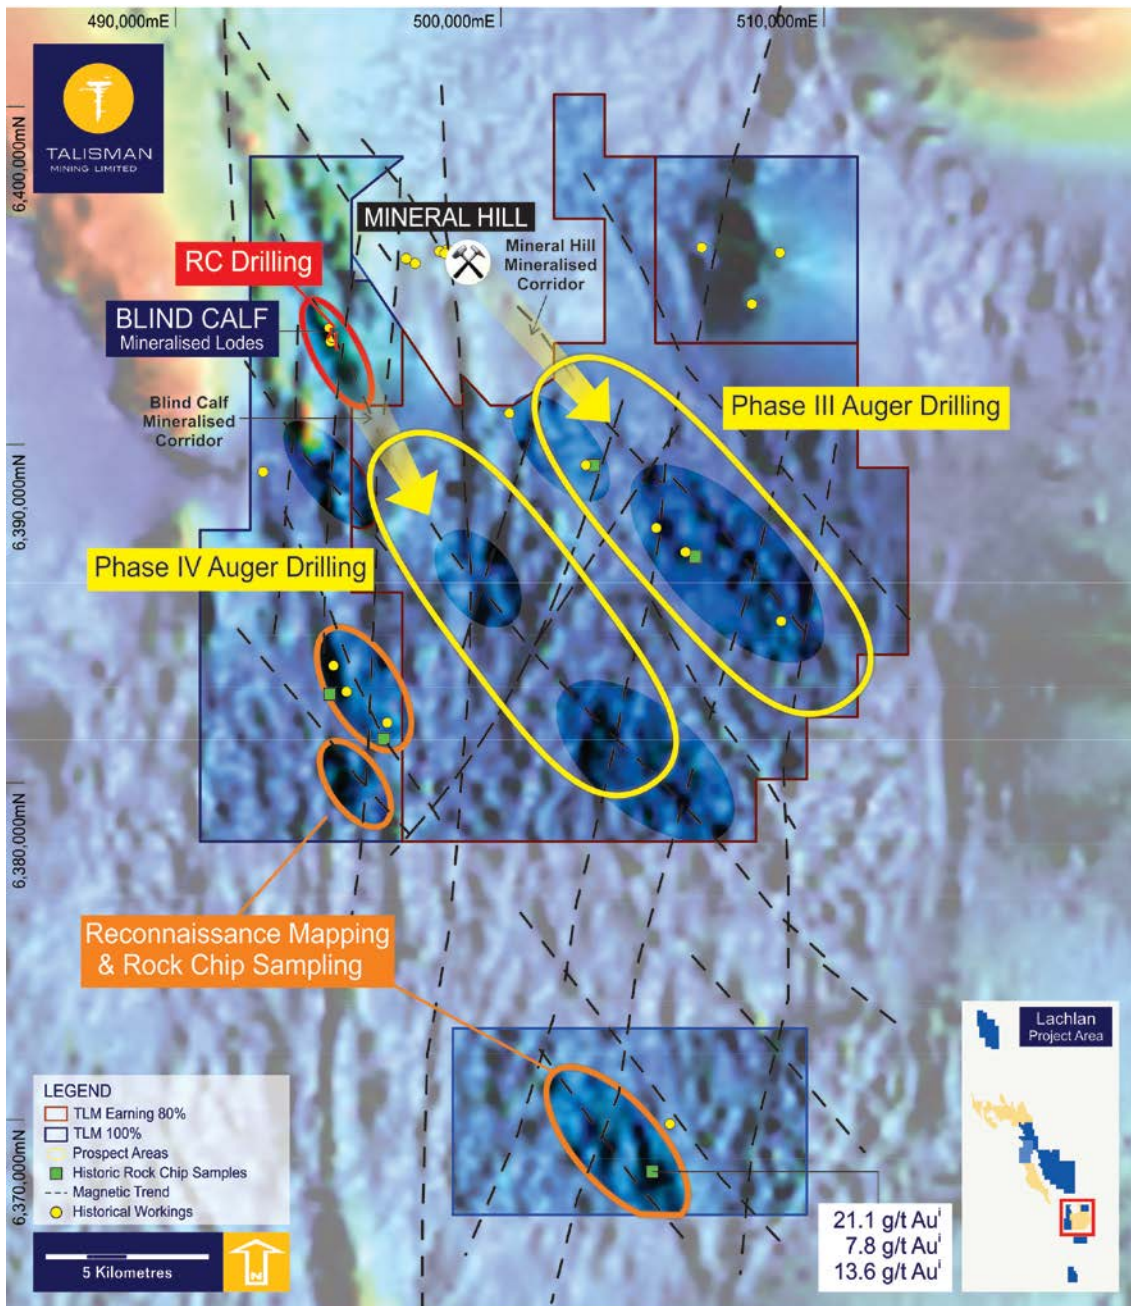 490,000mE
500,000mE
510,000mE
6,400,000mN
6,390,000mN
6,380,000mN
6,370,000mN
TALISMAN
MINING LIMITED
MINERAL HILL
Mineral Hill
Mineralised
Corridor
RC Drilling
BLIND CALF
Mineralised Lodes
Blind Calf
Mineralised
Corridor
Phase III Auger Drilling
Phase IV Auger Drilling
Reconnaissance Mapping
& Rock Chip Sampling
LEGEND
TLM Earning 80%
TLM 100%
Prospect Areas
Historic Rock Chip Samples
Magnetic Trend
Historical Workings
5 Kilometres
N
21.1 g/t Auⁱ
7.8 g/t Auⁱ
13.6 g/t Auⁱ
Lachlan
Project Area